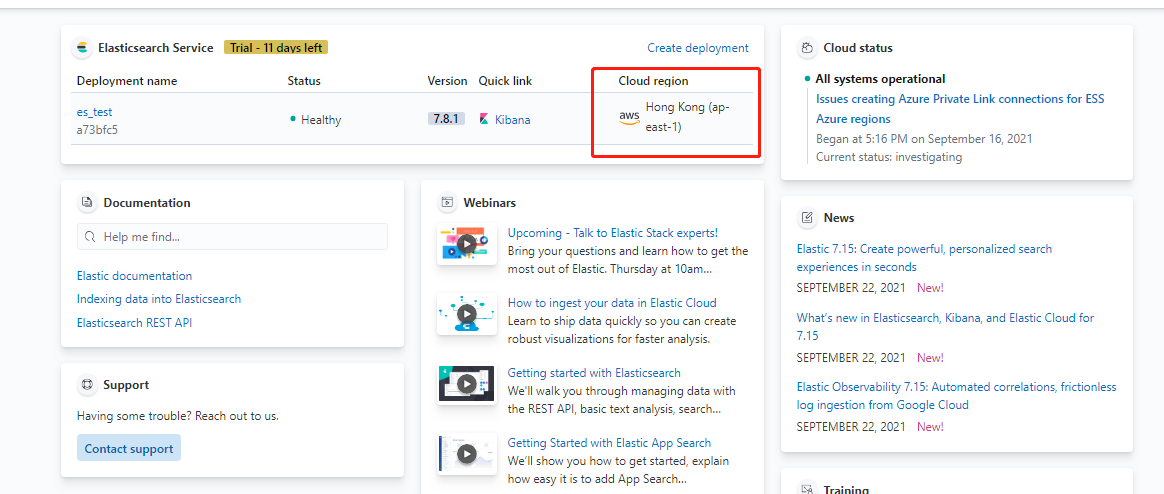 Elasticsearch Service Trial - 11 days left Create deployment
Deployment name Status Version Quick link Cloud region
es_test
a73bfc5
Healthy 7.8.1 Kibana
aws Hong Kong (ap-
east-1)
Cloud status
All systems operational
Issues creating Azure Private Link connections for ESS
Azure regions
Began at 5:16 PM on September 16, 2021
Current status: investigating
Documentation
Help me find...
Elastic documentation
Indexing data into Elasticsearch
Elasticsearch REST API
Support
Having some trouble? Reach out to us.
Contact support
Webinars
Upcoming - Talk to Elastic Stack experts!
Bring your questions and learn how to get the
most out of Elastic. Thursday at 10am...
How to ingest your data in Elastic Cloud
Learn to ship data quickly so you can create
robust visualizations for faster analysis.
Getting started with Elasticsearch
We'll walk you through managing data with
the REST API, basic text analysis, search...
Getting Started with Elastic App Search
We'll show you how to get started, explain
how easy it is to add App Search...
News
Elastic 7.15: Create powerful, personalized search
experiences in seconds
SEPTEMBER 22, 2021 New!
What's new in Elasticsearch, Kibana, and Elastic Cloud for
7.15
SEPTEMBER 22, 2021 New!
Elastic Observability 7.15: Automated correlations, frictionless
log ingestion from Google Cloud
SEPTEMBER 22, 2021 New!
Training